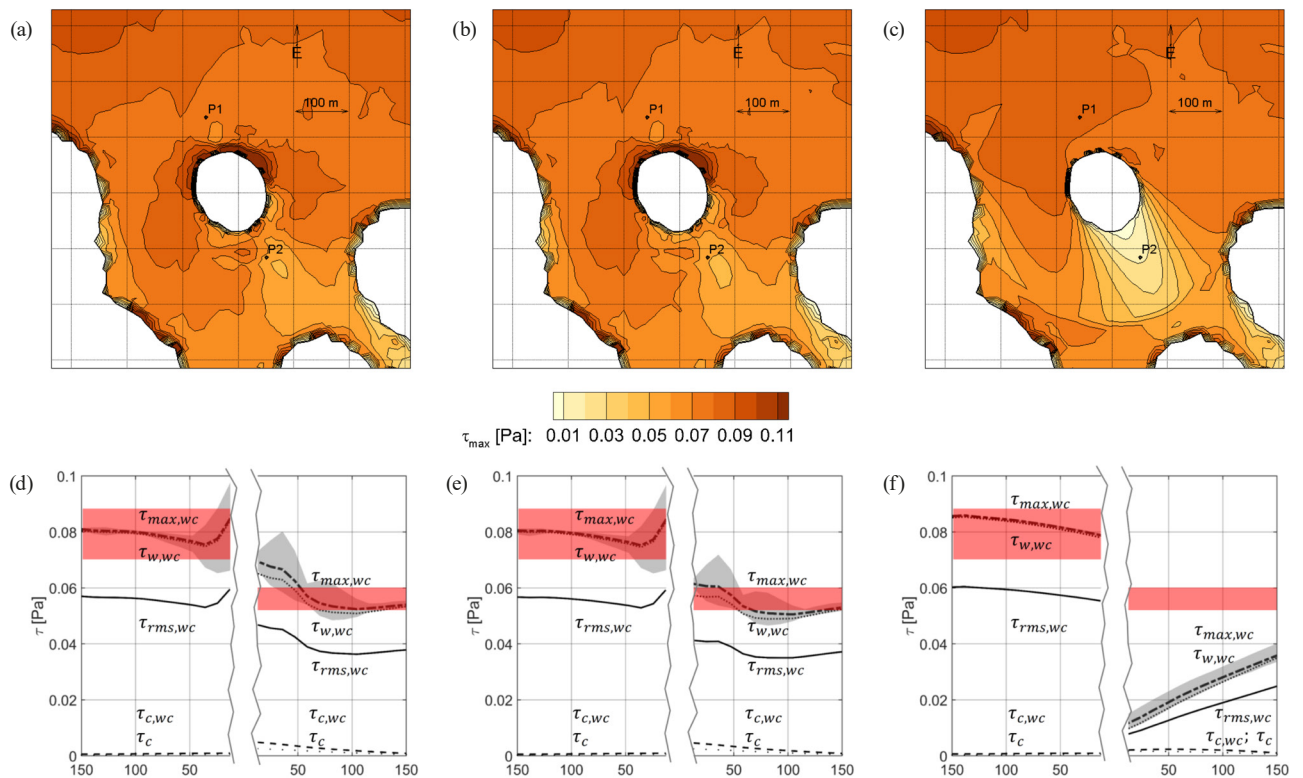 (a) (b) (c)
E E E
100 m 100 m 100 m
P1 P1 P1
P2 P2 P2
τmax [Pa]: 0.01 0.03 0.05 0.07 0.09 0.11
(d) (e) (f)
0.1 0.1 0.1
τmax,wc τmax,wc τmax,wc
0.08 0.08 0.08
τw,wc τw,wc τw,wc
τmax,wc τmax,wc
0.06 0.06 0.06
τ [Pa] τ [Pa] τ [Pa]
τrms,wc τw,wc τrms,wc τw,wc τrms,wc
0.04 0.04 0.04
τrms,wc τrms,wc τmax,wc
τw,wc
0.02 0.02 0.02
τc,wc τc,wc τc,wc τc,wc τc,wc τrms,wc
τc τc τc τc τc τc,wc; τc
0 0 0
150 100 50 50 100 150 150 100 50 50 100 150 150 100 50 50 100 150